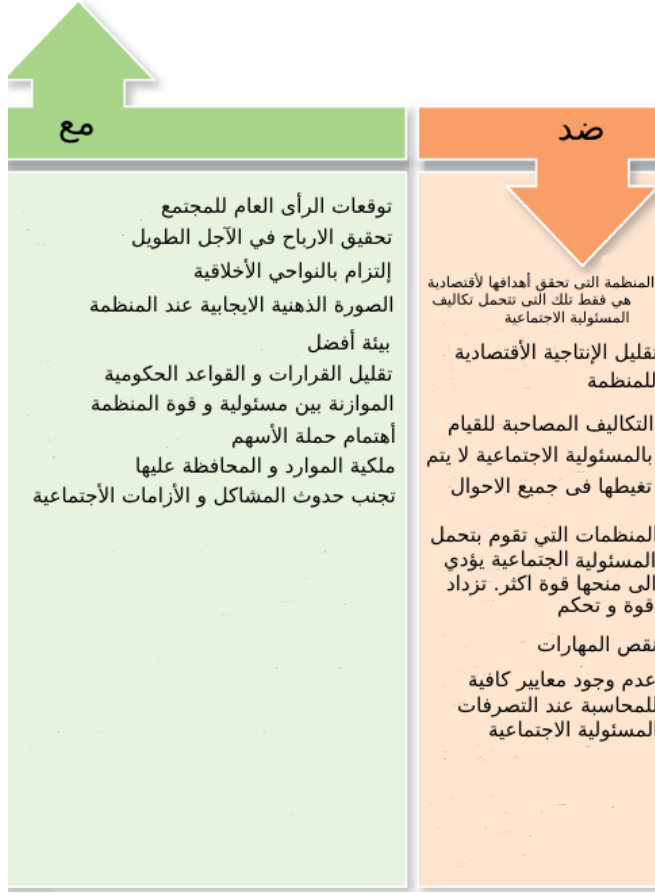 مع
توقعات الرأى العام للمجتمع
تحقيق الارباح في الآجل الطويل
إلتزام بالنواحي الأخلاقية
الصورة الذهنية الايجابية عند المنظمة
بيئة أفضل
تقليل القرارات و القواعد الحكومية
الموازنة بين مسئولية و قوة المنظمة
أهتمام حملة الأسهم
ملكية الموارد و المحافظة عليها
تجنب حدوث المشاكل و الأزامات الأجتماعية
ضد
المنظمة التى تحقق أهدافها لأقتصادية
هي فقط تلك التى تتحمل تكاليف
المسئولية الاجتماعية
تقليل الإنتاجية الأقتصادية
للمنظمة
التكاليف المصاحبة للقيام
بالمسئولية الاجتماعية لا يتم
تغيطها فى جميع الاحوال
المنظمات التي تقوم بتحمل
المسئولية الجتماعية يؤدي
الى منحها قوة اكثر. تزداد
قوة و تحكم
نقص المهارات
عدم وجود معايير كافية
للمحاسبة عند التصرفات
المسئولية الاجتماعية